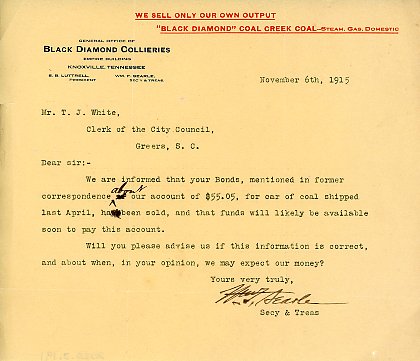 WE SELL ONLY OUR OWN OUTPUT
"BLACK DIAMOND" COAL CREEK COAL—STEAM, GAS, DOMESTIC
GENERAL OFFICE OF
BLACK DIAMOND COLLIERIES
EMPIRE BUILDING
KNOXVILLE, TENNESSEE
E. B. LUTTRELL, PRESIDENT WM. F. SEARLE, SECY & TREAS.
November 6th, 1915
Mr. T. J. White,
Clerk of the City Council,
Greers, S. C.
Dear sir:-
We are informed that your Bonds, mentioned in former
correspondence about our account of $55.05, for car of coal shipped
last April, been sold, and that funds will likely be available
soon to pay this account.
Will you please advise us if this information is correct,
and about when, in your opinion, we may expect our money?
Yours very truly,
Wm. F. Searle
Secy & Treas